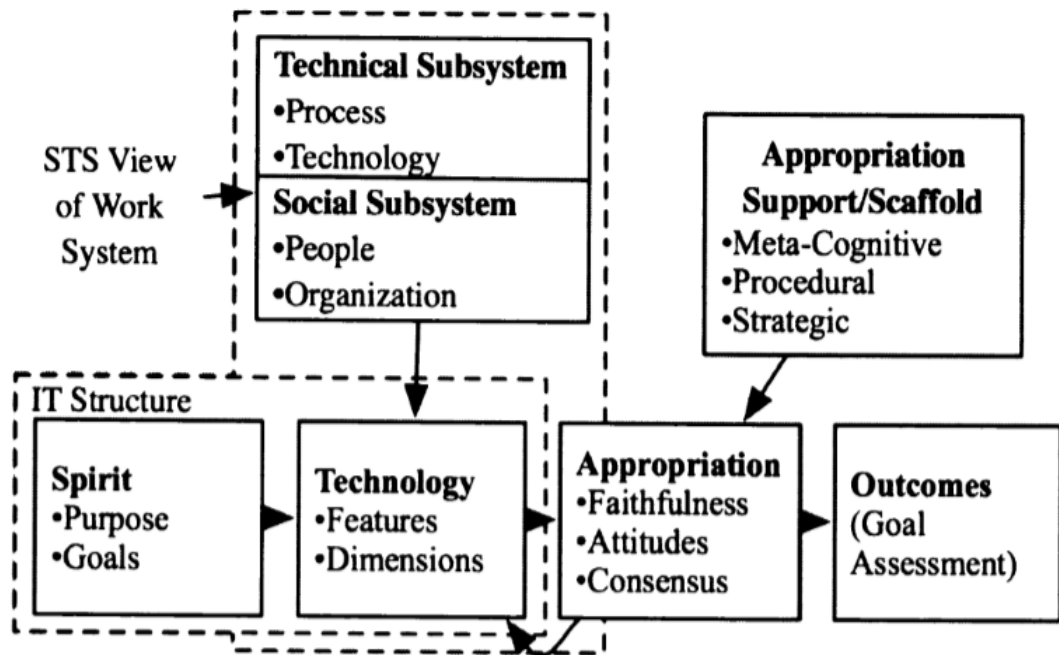 Technical Subsystem
•Process
•Technology
Social Subsystem
•People
•Organization
STS View
of Work
System
Appropriation
Support/Scaffold
•Meta-Cognitive
•Procedural
•Strategic
IT Structure
Spirit
•Purpose
•Goals
Technology
•Features
•Dimensions
Appropriation
•Faithfulness
•Attitudes
•Consensus
Outcomes
(Goal
Assessment)